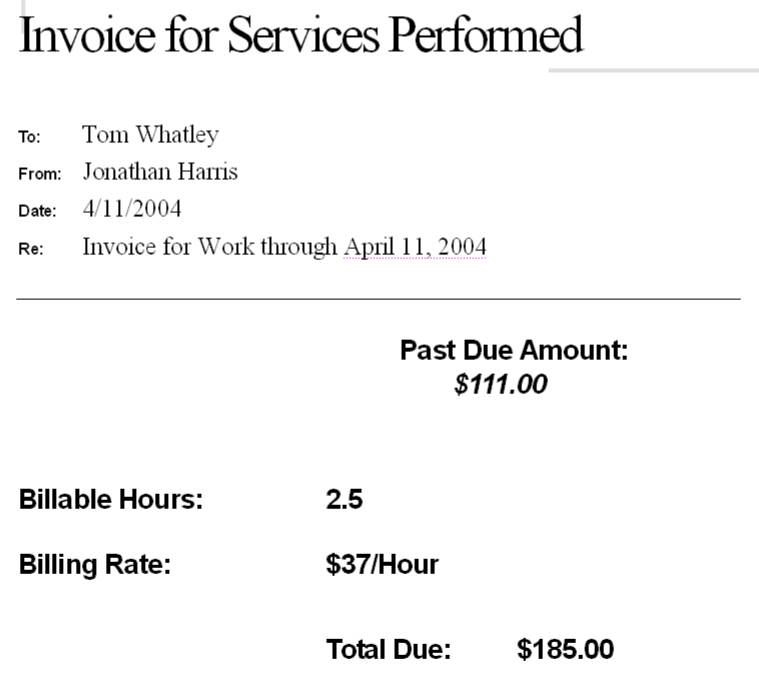 Invoice for Services Performed
To: Tom Whatley
From: Jonathan Harris
Date: 4/11/2004
Re: Invoice for Work through April 11, 2004
Past Due Amount:
$111.00
Billable Hours: 2.5
Billing Rate: $37/Hour
Total Due: $185.00